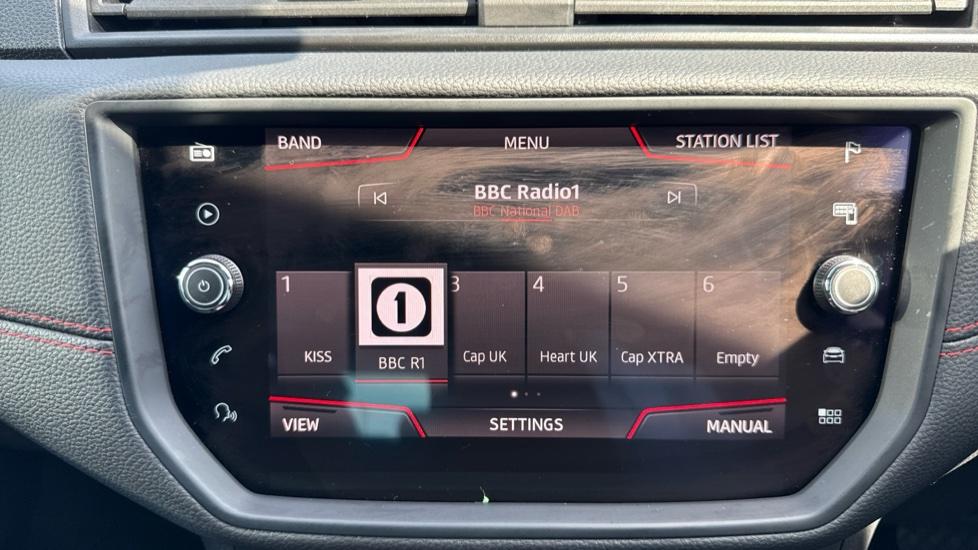 BAND MENU STATION LIST
BBC Radio1
BBC National DAB
1 3 4 5 6
1
KISS BBC R1 Cap UK Heart UK Cap XTRA Empty
VIEW SETTINGS MANUAL